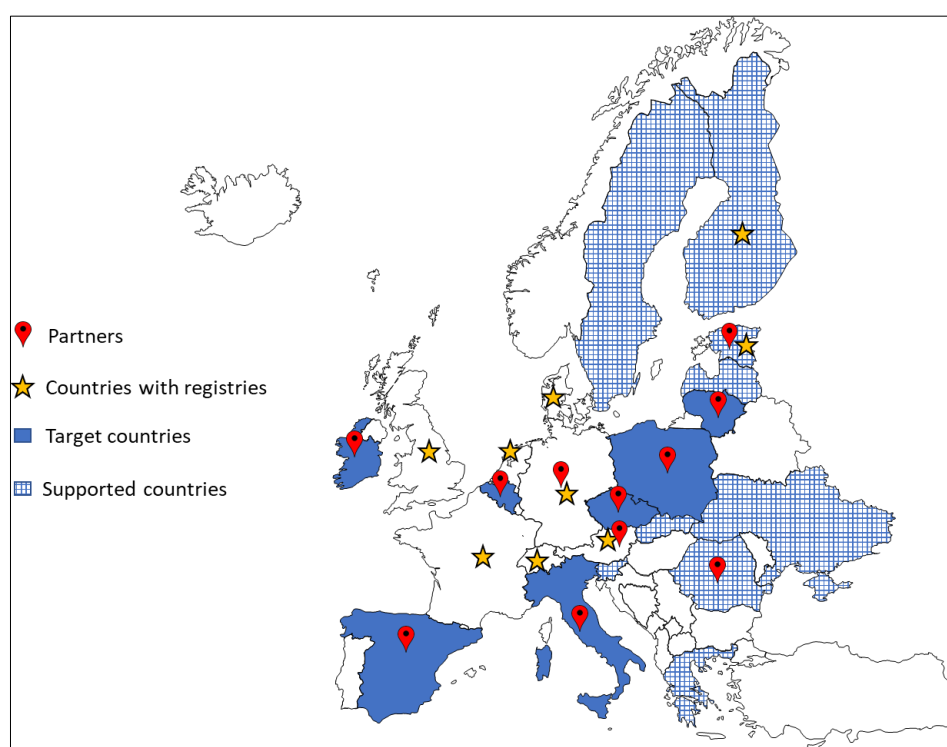 Partners
Countries with registries
Target countries
Supported countries